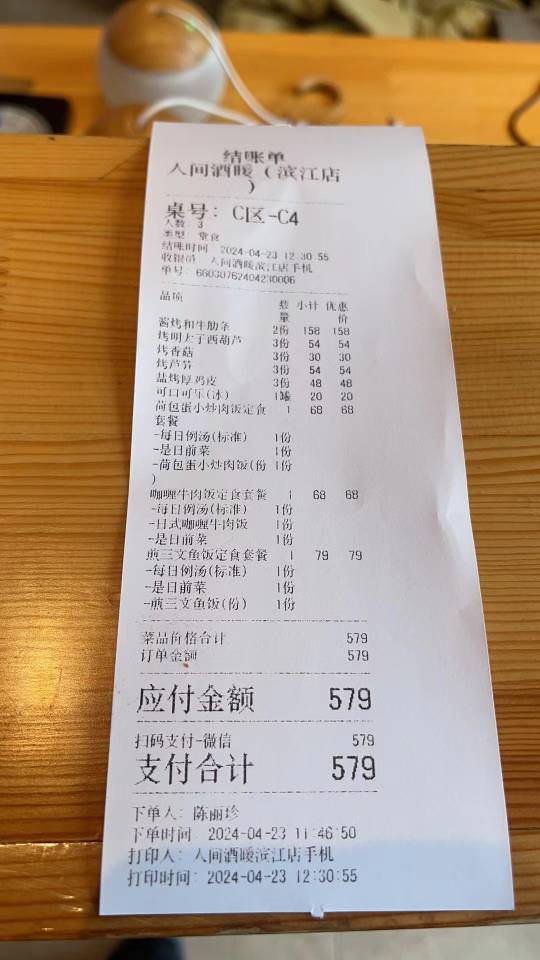 结账单
人间酒暖（滨江店
）
桌号: C区-C4
人数: 3
类型: 堂食
结账时间 2024-04-23 12:30:55
收银员 人间酒暖滨江店手机
单号: 66030762404230006
品项 数量 小计 优惠价
酱烤和牛肋条 2份 158 158
烤明太子西葫芦 3份 54 54
烤香菇 3份 30 30
烤芦笋 3份 54 54
盐烤厚鸡皮 3份 48 48
可口可乐(冰) 1罐 20 20
荷包蛋小炒肉饭定食 1 68 68
套餐
-每日例汤(标准) 1份
-是日前菜 1份
-荷包蛋小炒肉饭(份 1份
)
咖喱牛肉饭定食套餐 1 68 68
-每日例汤(标准) 1份
-日式咖喱牛肉饭 1份
-是日前菜 1份
煎三文鱼饭定食套餐 1 79 79
-每日例汤(标准) 1份
-是日前菜 1份
-煎三文鱼饭(份) 1份
菜品价格合计 579
订单金额 579
应付金额 579
扫码支付-微信 579
支付合计 579
下单人: 陈丽珍
下单时间: 2024-04-23 11:46:50
打印人: 人间酒暖滨江店手机
打印时间: 2024-04-23 12:30:55